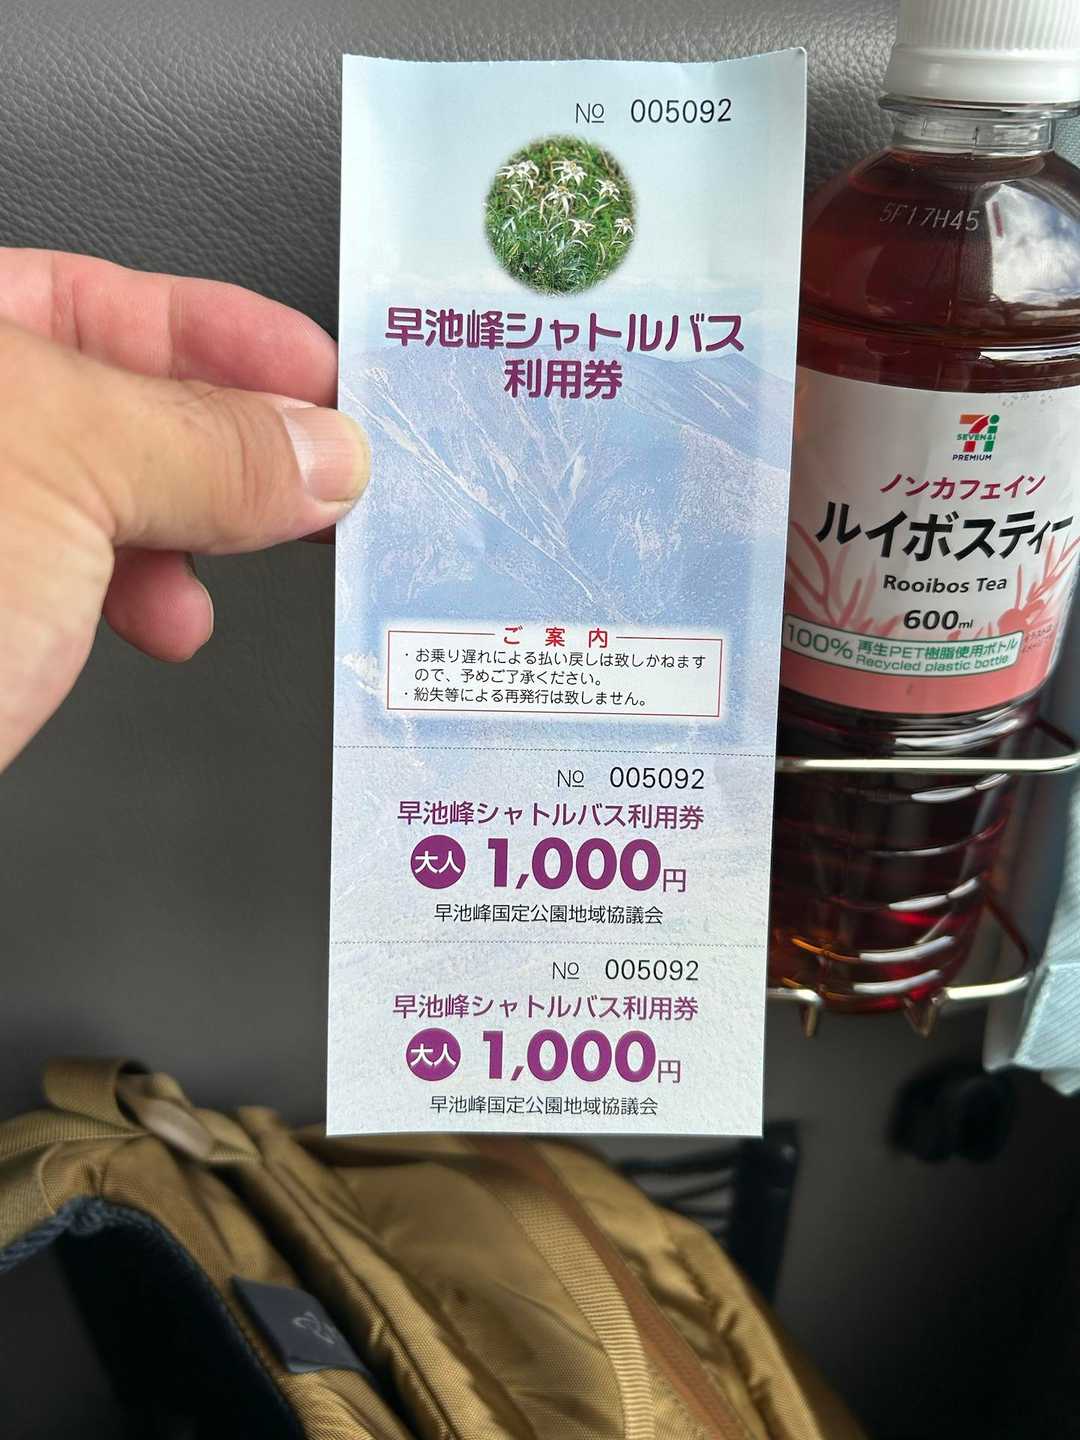 № 005092
早池峰シャトルバス
利用券
ご案内
・お乗り遅れによる払い戻しは致しかねます
ので、予めご了承ください。
・紛失等による再発行は致しません。
№ 005092
早池峰シャトルバス利用券
大人 1,000円
早池峰国定公園地域協議会
№ 005092
早池峰シャトルバス利用券
大人 1,000円
早池峰国定公園地域協議会
5F17H45
7i
SEVEN&i
PREMIUM
ノンカフェイン
ルイボスティー
Rooibos Tea
600ml
100% 再生PET樹脂使用ボトル
Recycled plastic bottle